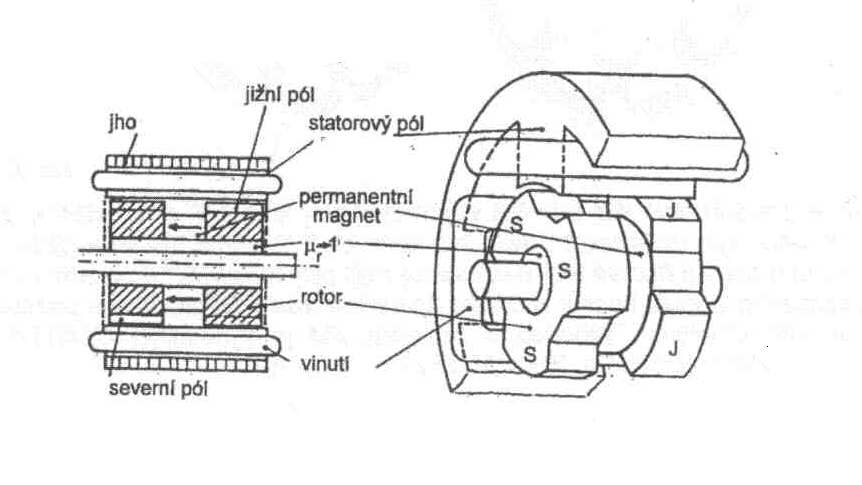 jižní pól
jho
statorový pól
permanentní
magnet
μr→1
rotor
vinutí
severní pól
S
S
S
J
J